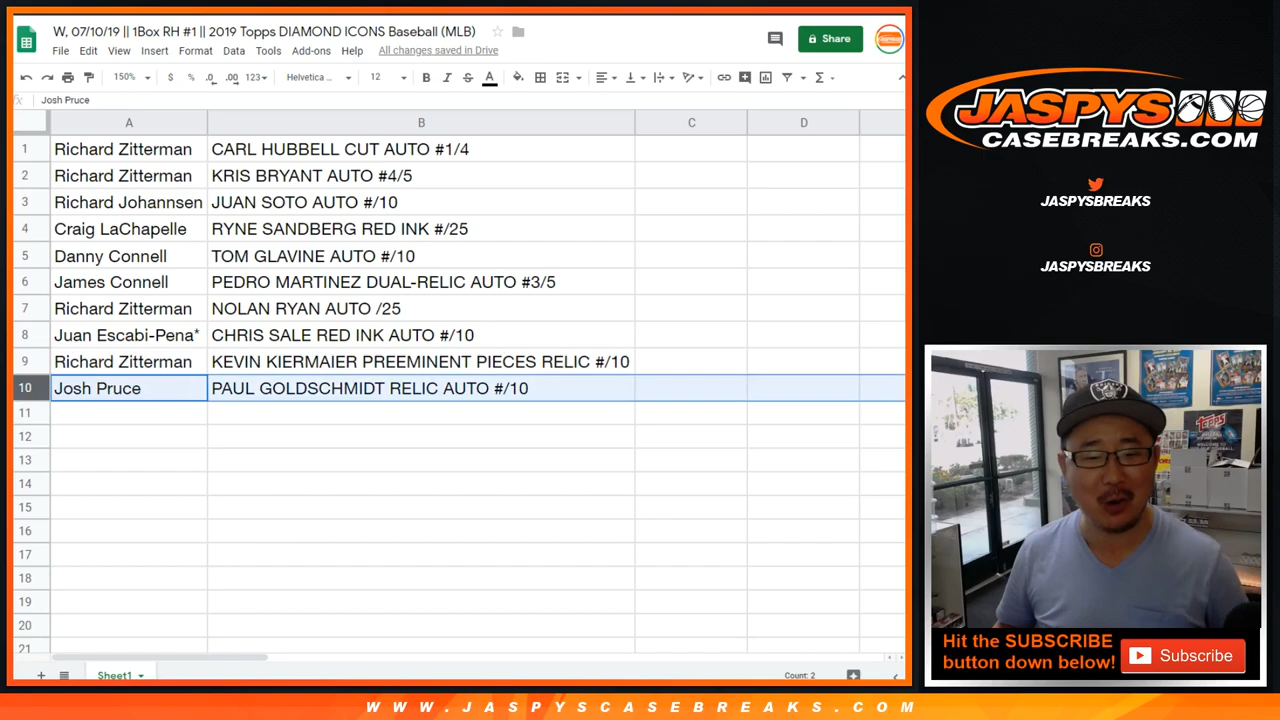 W, 07/10/19 || 1Box RH #1 || 2019 Topps DIAMOND ICONS Baseball (MLB)
File Edit View Insert Format Data Tools Add-ons Help All changes saved in Drive
Share
150% $ % .0 .00 123 Helvetica ... 12 B I S A
fx Josh Pruce
A B C D
1 Richard Zitterman CARL HUBBELL CUT AUTO #1/4
2 Richard Zitterman KRIS BRYANT AUTO #4/5
3 Richard Johannsen JUAN SOTO AUTO #/10
4 Craig LaChapelle RYNE SANDBERG RED INK #/25
5 Danny Connell TOM GLAVINE AUTO #/10
6 James Connell PEDRO MARTINEZ DUAL-RELIC AUTO #3/5
7 Richard Zitterman NOLAN RYAN AUTO /25
8 Juan Escabi-Pena* CHRIS SALE RED INK AUTO #/10
9 Richard Zitterman KEVIN KIERMAIER PREEMINENT PIECES RELIC #/10
10 Josh Pruce PAUL GOLDSCHMIDT RELIC AUTO #/10
11
12
13
14
15
16
17
18
19
20
21
Sheet1
Count: 2
JASPYS
CASEBREAKS.COM
JASPYSBREAKS
JASPYSBREAKS
RAIDERS
topps
Hit the SUBSCRIBE
button down below!
Subscribe
WWW.JASPYSCASEBREAKS.COM